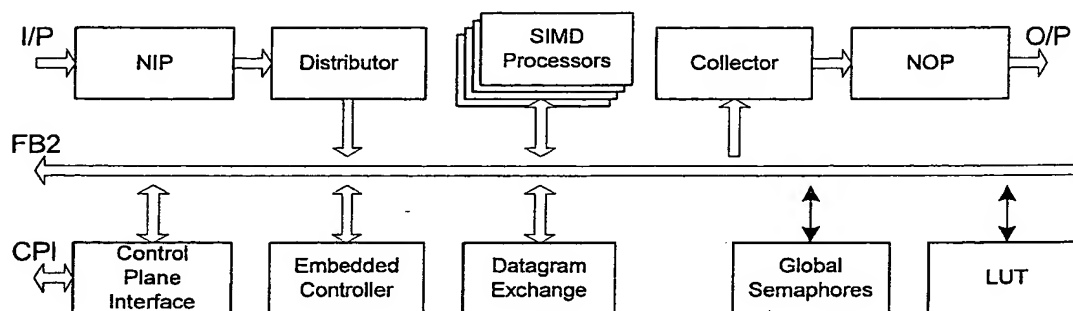 I/P
NIP
Distributor
SIMD
Processors
Collector
NOP
O/P
FB2
CPI
Control
Plane
Interface
Embedded
Controller
Datagram
Exchange
Global
Semaphores
LUT